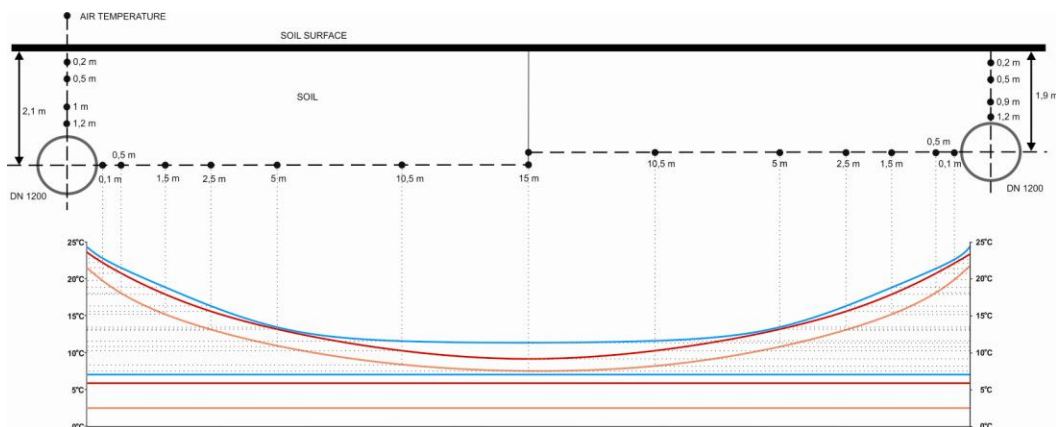 AIR TEMPERATURE
SOIL SURFACE
0,2 m
0,5 m
1 m
1,2 m
2,1 m
SOIL
0,2 m
0,5 m
0,9 m
1,2 m
1,9 m
0,5 m
0,1 m
1,5 m
2,5 m
5 m
10,5 m
15 m
10,5 m
5 m
2,5 m
1,5 m
0,5 m
0,1 m
DN 1200
DN 1200
25°C
20°C
15°C
10°C
5°C
0°C
25°C
20°C
15°C
10°C
5°C
0°C